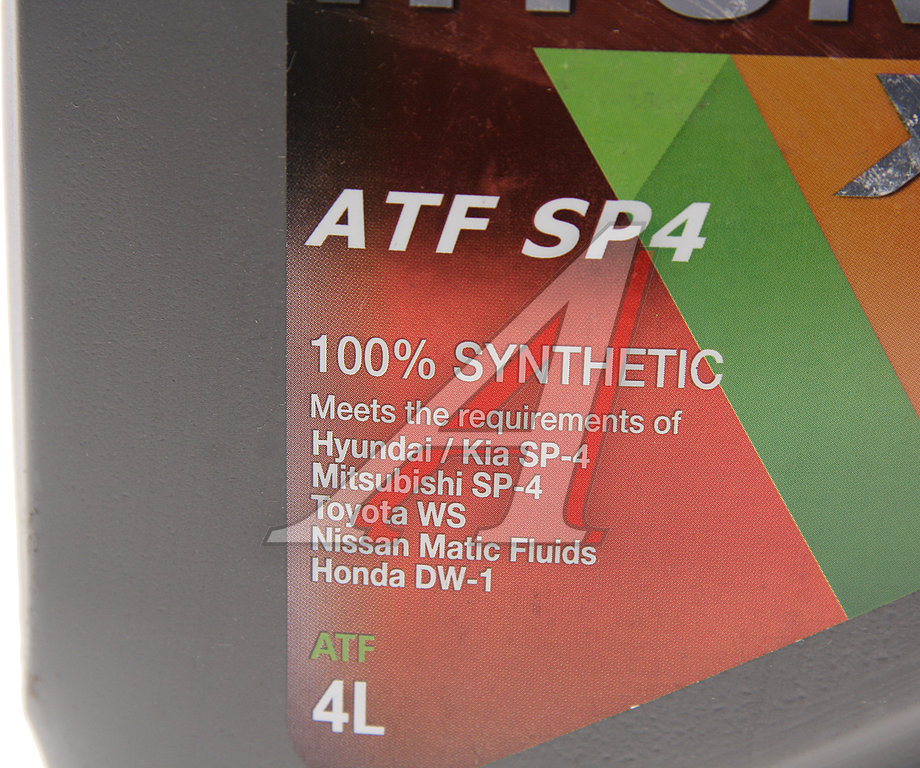 ATF SP4
100% SYNTHETIC
Meets the requirements of
Hyundai / Kia SP-4
Mitsubishi SP-4
Toyota WS
Nissan Matic Fluids
Honda DW-1
ATF
4L